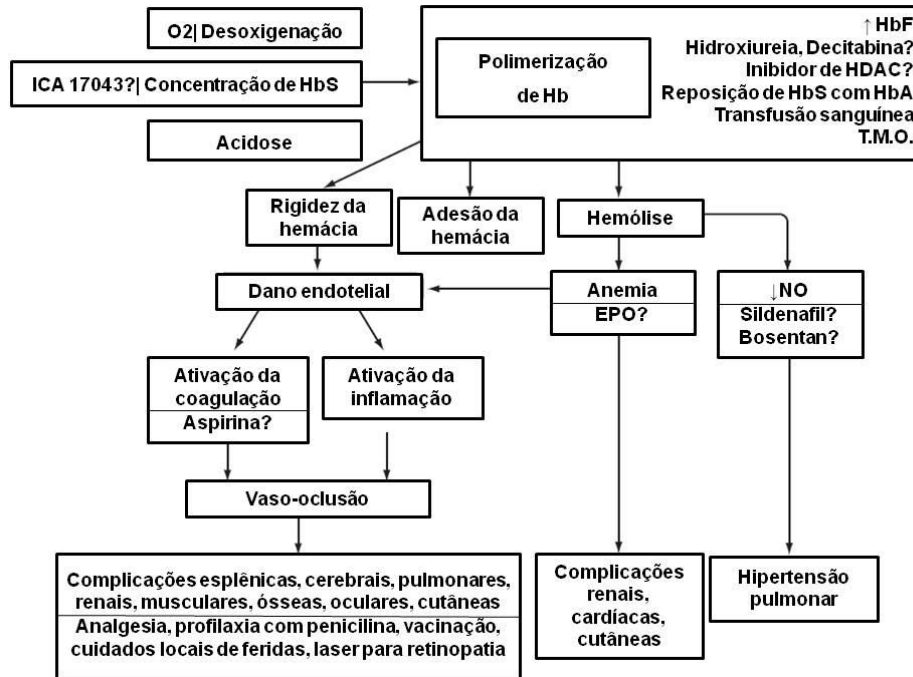 O2| Desoxigenação
ICA 17043?| Concentração de HbS
Acidose
Polimerização
de Hb
↑ HbF
Hidroxiureia, Decitabina?
Inibidor de HDAC?
Reposição de HbS com HbA
Transfusão sanguínea
T.M.O.
Rigidez da
hemácia
Adesão da
hemácia
Hemólise
Dano endotelial
Anemia
EPO?
↓NO
Sildenafil?
Bosentan?
Ativação da
coagulação
Aspirina?
Ativação da
inflamação
Vaso-oclusão
Complicações esplênicas, cerebrais, pulmonares,
renais, musculares, ósseas, oculares, cutâneas
Analgesia, profilaxia com penicilina, vacinação,
cuidados locais de feridas, laser para retinopatia
Complicações
renais,
cardíacas,
cutâneas
Hipertensão
pulmonar